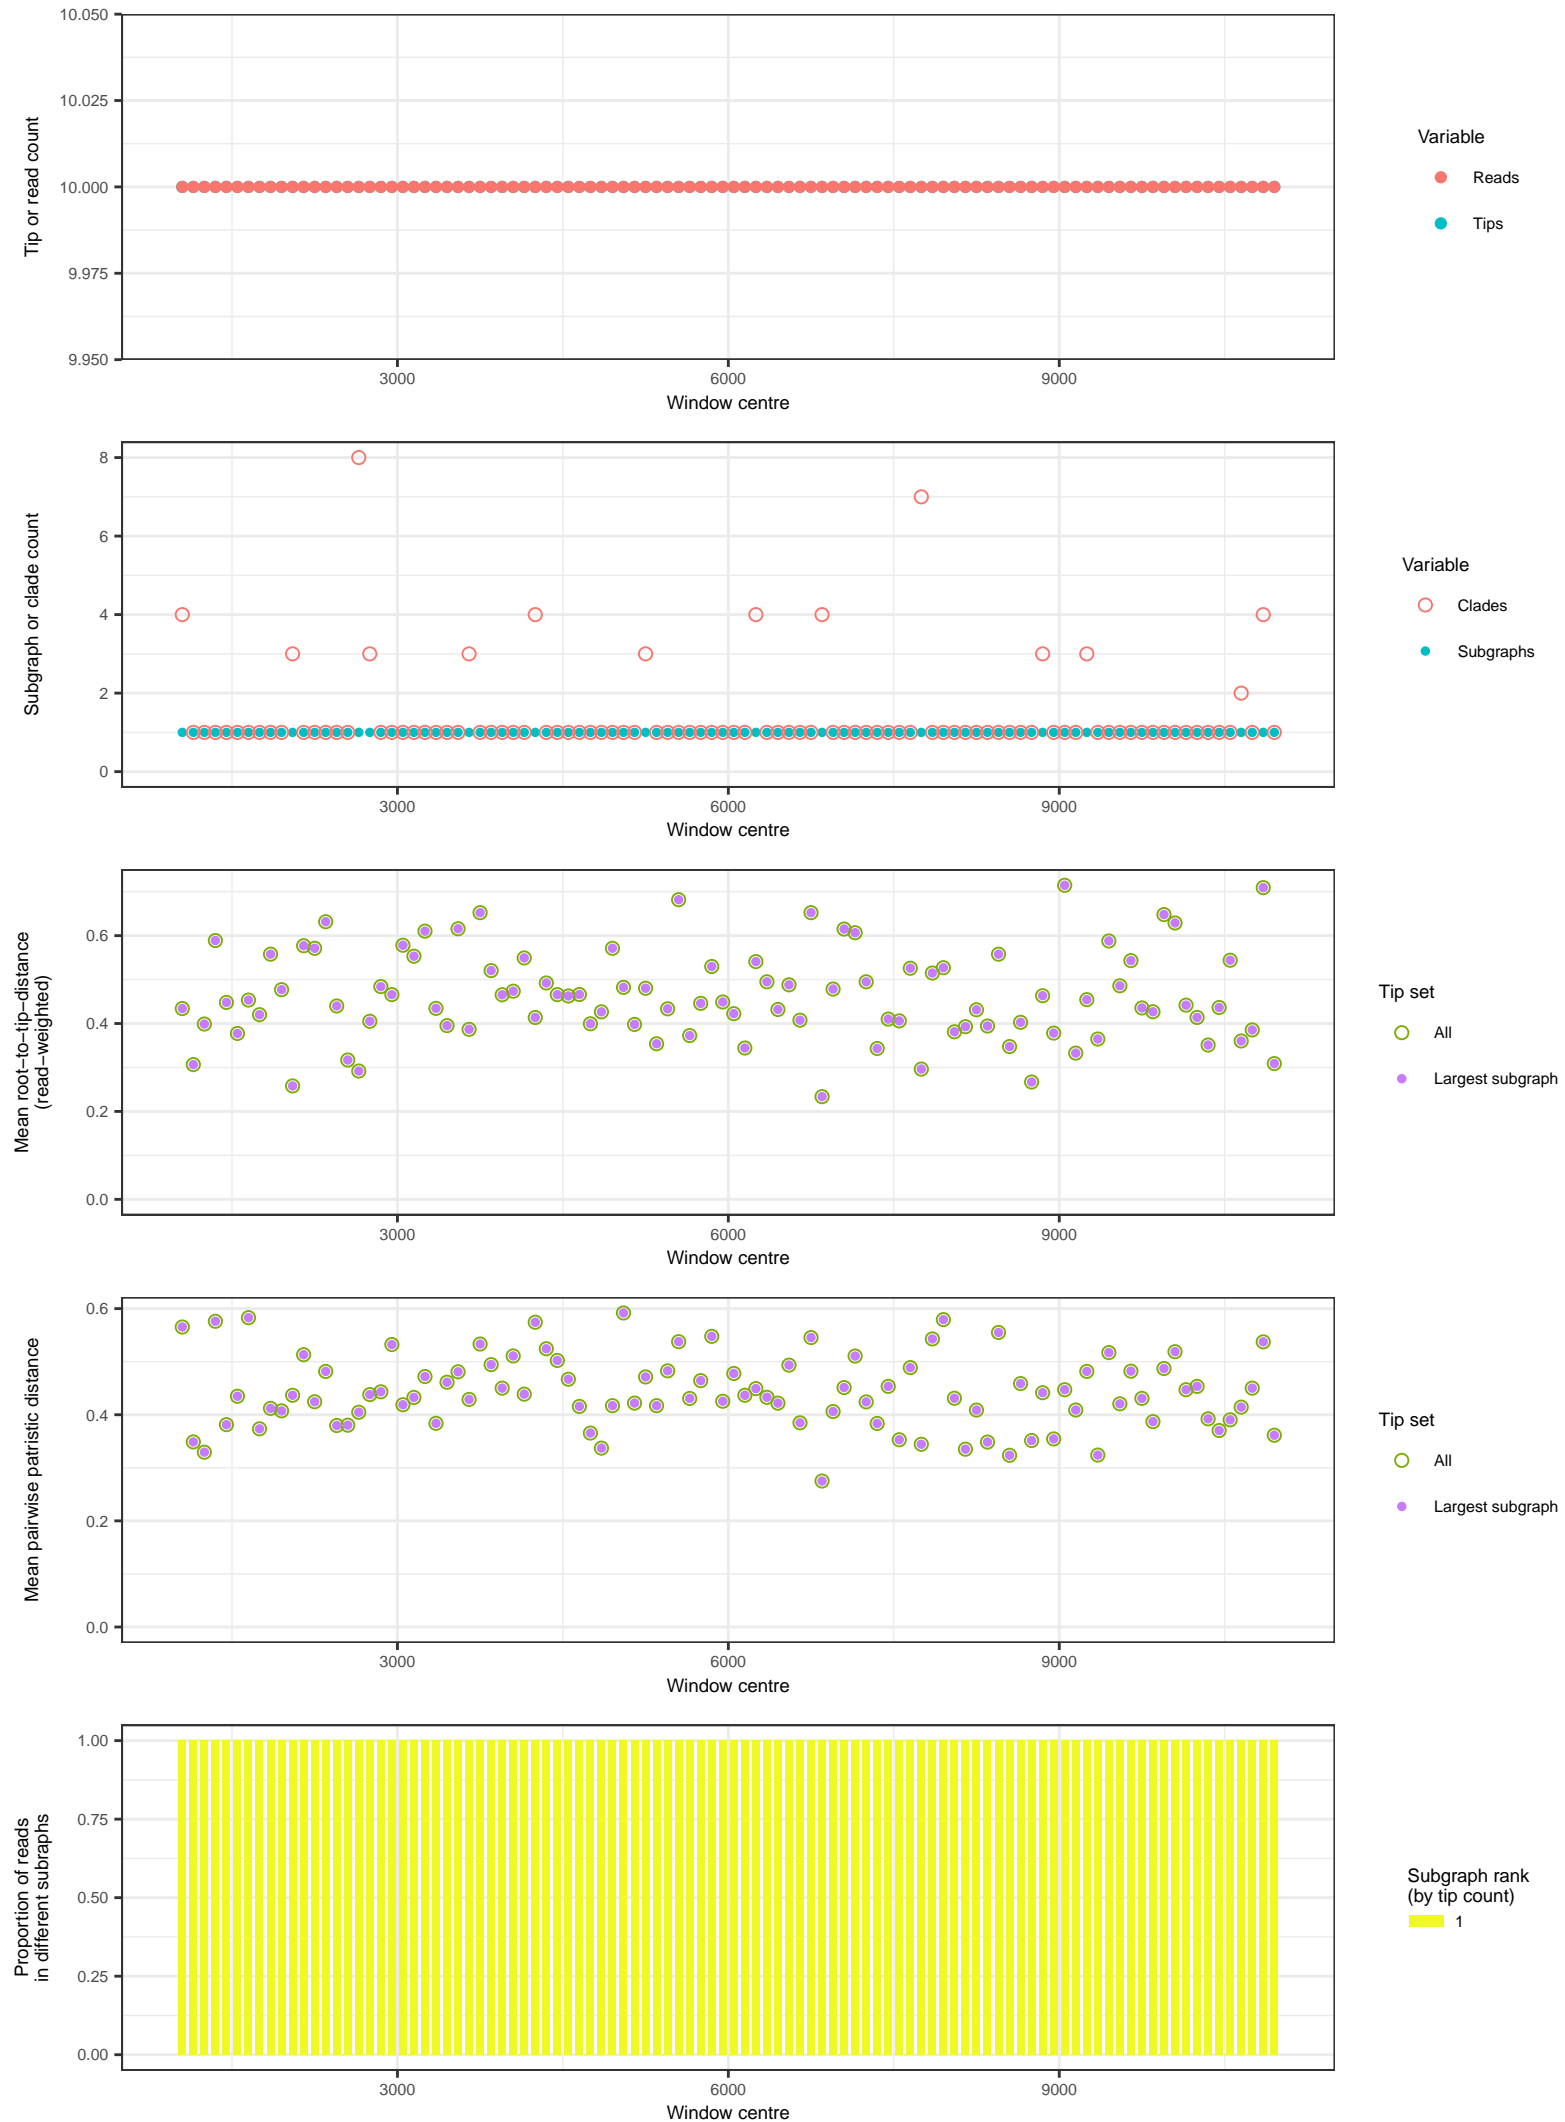 10.050
10.025
10.000
9.975
9.950
Tip or read count
3000
6000
9000
Window centre
Variable
Reads
Tips
8
6
4
2
0
Subgraph or clade count
3000
6000
9000
Window centre
Variable
Clades
Subgraphs
0.6
0.4
0.2
0.0
Mean root−to−tip−distance
(read−weighted)
3000
6000
9000
Window centre
Tip set
All
Largest subgraph
0.6
0.4
0.2
0.0
Mean pairwise patristic distance
3000
6000
9000
Window centre
Tip set
All
Largest subgraph
1.00
0.75
0.50
0.25
0.00
Proportion of reads
in different subraphs
3000
6000
9000
Window centre
Subgraph rank
(by tip count)
1